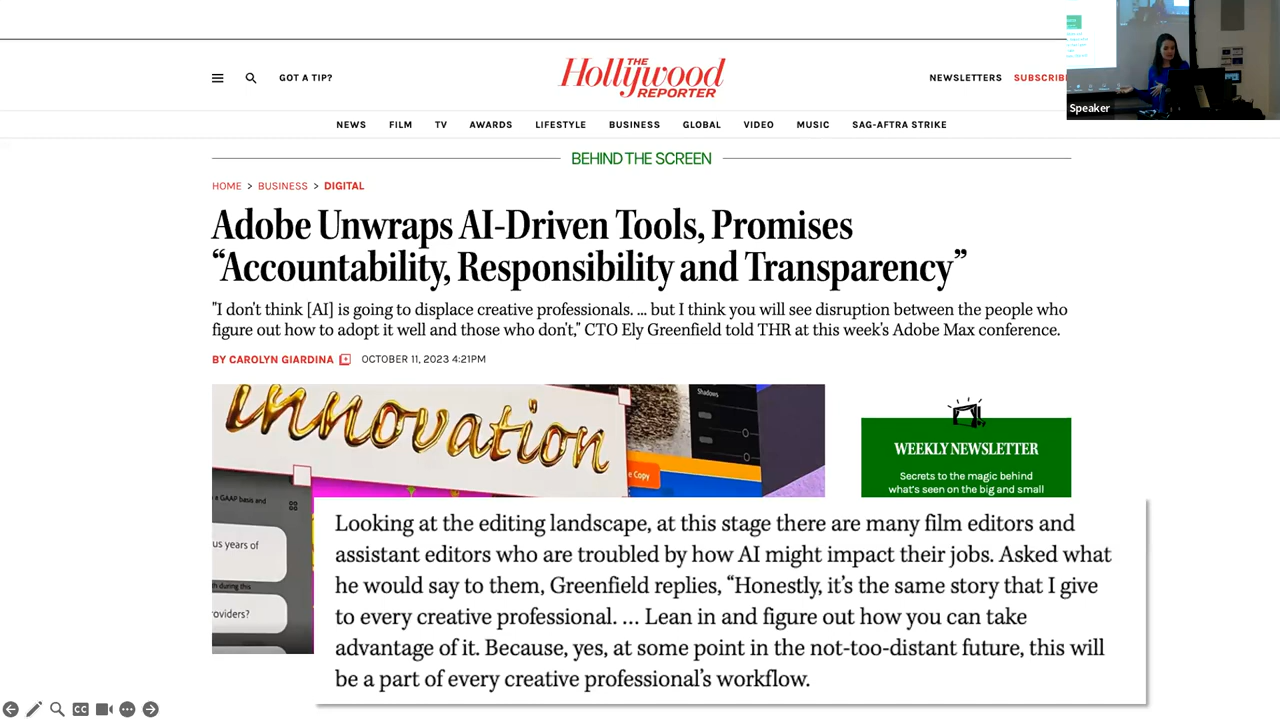 GOT A TIP?
THE
Hollywood
REPORTER
NEWSLETTERS
SUBSCRIBE
Speaker
NEWS FILM TV AWARDS LIFESTYLE BUSINESS GLOBAL VIDEO MUSIC SAG-AFTRA STRIKE
BEHIND THE SCREEN
HOME > BUSINESS > DIGITAL
Adobe Unwraps AI-Driven Tools, Promises
“Accountability, Responsibility and Transparency”
"I don't think [AI] is going to displace creative professionals. ... but I think you will see disruption between the people who
figure out how to adopt it well and those who don't," CTO Ely Greenfield told THR at this week's Adobe Max conference.
BY CAROLYN GIARDINA OCTOBER 11, 2023 4:21PM
innovation
Shadows
e Copy
a GAAP basis and
us years of
th during this
roviders?
WEEKLY NEWSLETTER
Secrets to the magic behind
what's seen on the big and small
Looking at the editing landscape, at this stage there are many film editors and
assistant editors who are troubled by how AI might impact their jobs. Asked what
he would say to them, Greenfield replies, “Honestly, it’s the same story that I give
to every creative professional. … Lean in and figure out how you can take
advantage of it. Because, yes, at some point in the not-too-distant future, this will
be a part of every creative professional’s workflow.
CC